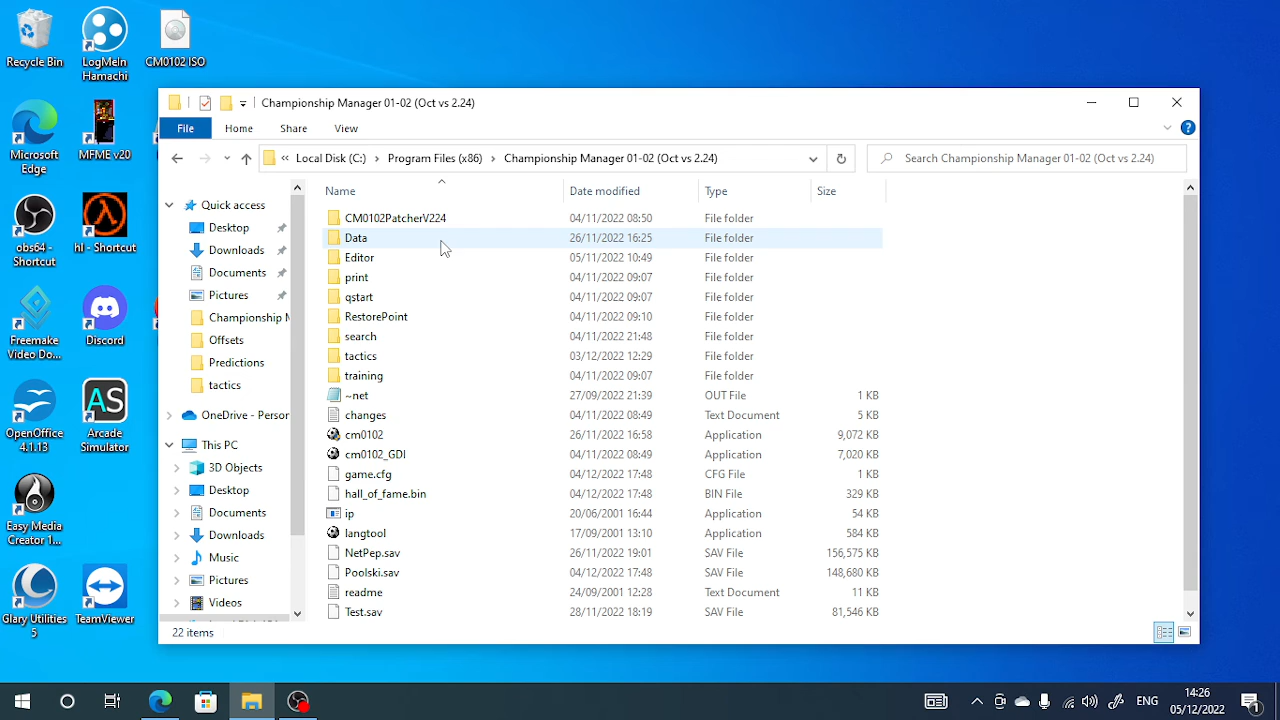 Recycle Bin
LogMeIn Hamachi
CM0102 ISO
Microsoft Edge
MFME v20
obs64 - Shortcut
hl - Shortcut
Freemake Video Do...
Discord
OpenOffice 4.1.13
Arcade Simulator
Easy Media Creator 1...
Glary Utilities 5
TeamViewer
Championship Manager 01-02 (Oct vs 2.24)
File Home Share View
« Local Disk (C:) Program Files (x86) Championship Manager 01-02 (Oct vs 2.24)
Search Championship Manager 01-02 (Oct vs 2.24)
Quick access
Desktop
Downloads
Documents
Pictures
Championship M
Offsets
Predictions
tactics
OneDrive - Person
This PC
3D Objects
Desktop
Documents
Downloads
Music
Pictures
Videos
Name Date modified Type Size
CM0102PatcherV224 04/11/2022 08:50 File folder
Data 26/11/2022 16:25 File folder
Editor 05/11/2022 10:49 File folder
print 04/11/2022 09:07 File folder
qstart 04/11/2022 09:07 File folder
RestorePoint 04/11/2022 09:10 File folder
search 04/11/2022 21:48 File folder
tactics 03/12/2022 12:29 File folder
training 04/11/2022 09:07 File folder
~net 27/09/2022 21:39 OUT File 1 KB
changes 04/11/2022 08:49 Text Document 5 KB
cm0102 26/11/2022 16:58 Application 9,072 KB
cm0102_GDI 04/11/2022 08:49 Application 7,020 KB
game.cfg 04/12/2022 17:48 CFG File 1 KB
hall_of_fame.bin 04/12/2022 17:48 BIN File 329 KB
ip 20/06/2001 16:44 Application 54 KB
langtool 17/09/2001 13:10 Application 584 KB
NetPep.sav 26/11/2022 19:01 SAV File 156,575 KB
Poolski.sav 04/12/2022 17:48 SAV File 148,680 KB
readme 24/09/2001 12:28 Text Document 11 KB
Test.sav 28/11/2022 18:19 SAV File 81,546 KB
22 items
ENG
14:26
05/12/2022
1